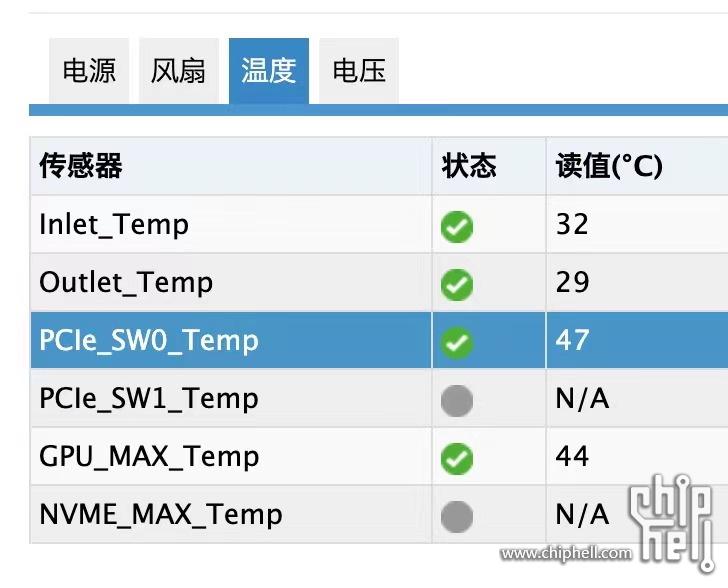 电源 风扇 温度 电压
传感器 状态 读值(°C)
Inlet_Temp 32
Outlet_Temp 29
PCIe_SW0_Temp 47
PCIe_SW1_Temp N/A
GPU_MAX_Temp 44
NVME_MAX_Temp N/A
www.chiphell.com
chip
hell